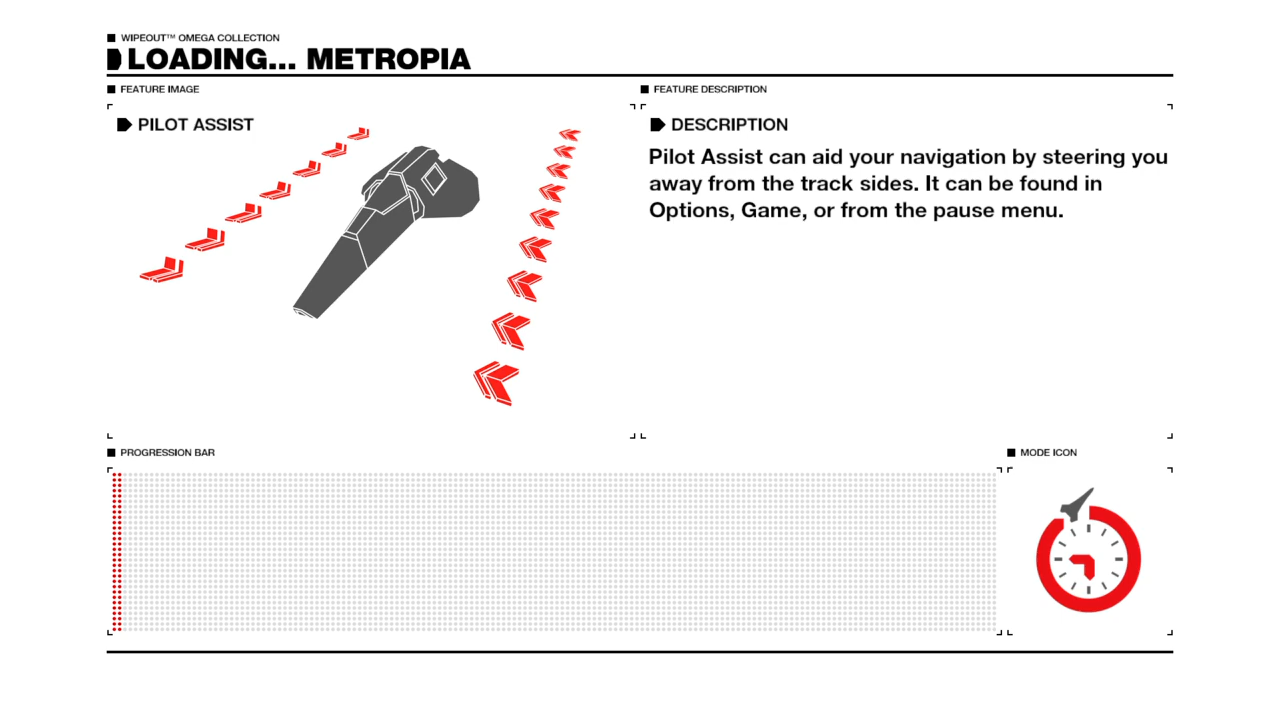 WIPEOUT™ OMEGA COLLECTION
LOADING... METROPIA
FEATURE IMAGE
PILOT ASSIST
FEATURE DESCRIPTION
DESCRIPTION
Pilot Assist can aid your navigation by steering you
away from the track sides. It can be found in
Options, Game, or from the pause menu.
PROGRESSION BAR
MODE ICON